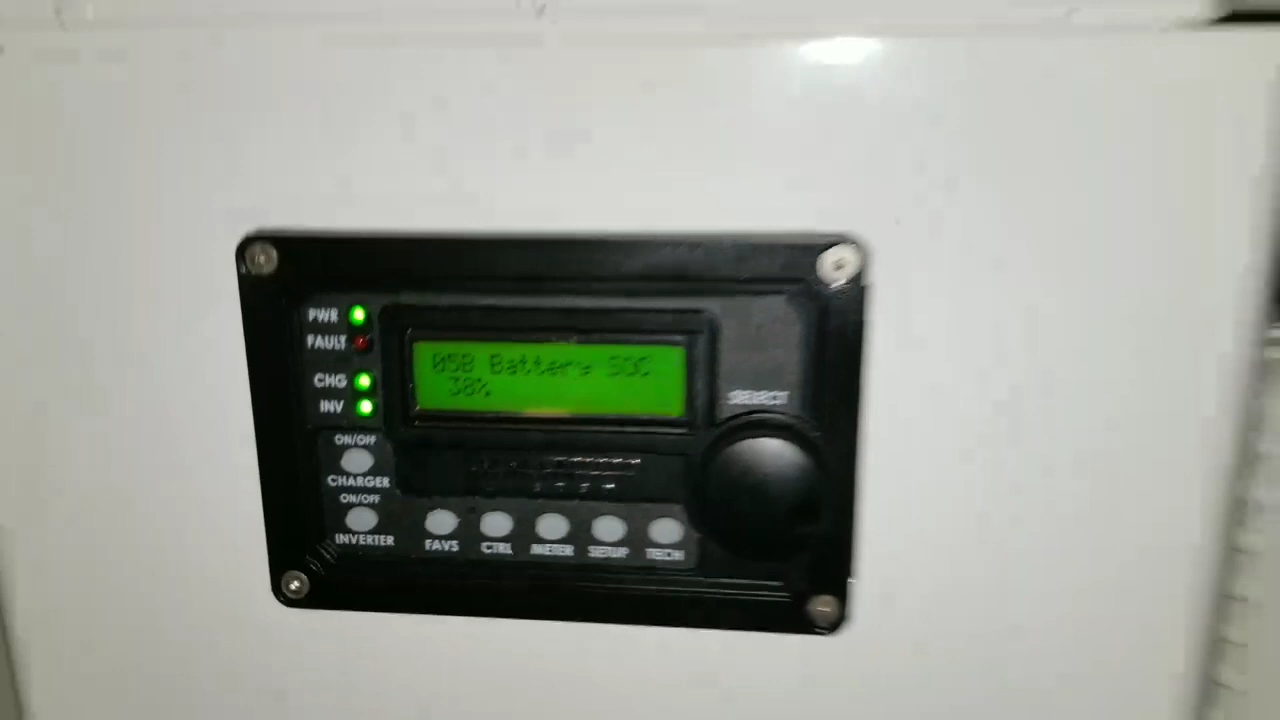 PWR
FAULT
CHG
INV
05B Battery SOC
38%
SELECT
ON/OFF
CHARGER
ON/OFF
INVERTER
FAVS
CTRL
METER
SETUP
TECH